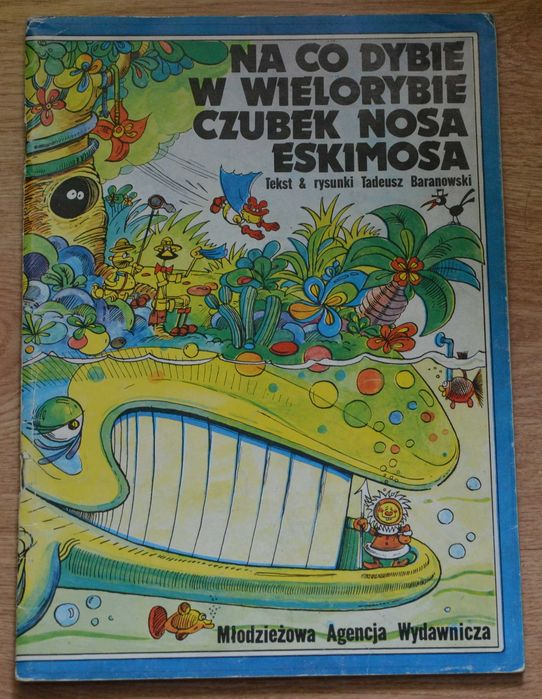 NA CO DYBIE
W WIELORYBIE
CZUBEK NOSA
ESKIMOSA
Tekst & rysunki Tadeusz Baranowski
Młodzieżowa Agencja Wydawnicza